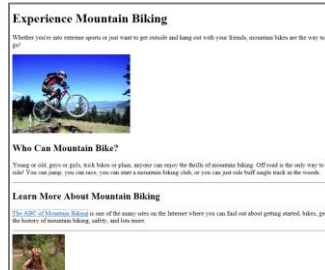 Experience Mountain Biking
Whether you're into extreme sports or just want to get outside and hang out with your friends, mountain bikes are the way to
go!
Who Can Mountain Bike?
Young or old, guys or girls, trick bikes or plain, anyone can enjoy the thrills of mountain biking. Off road is the only way to
ride! You can jump, you can race, you can start a mountain biking club, or you can just ride buff single track in the woods.
Learn More About Mountain Biking
The ABC of Mountain Biking is one of the many sites on the Internet where you can find out about getting started, bikes, ge
the history of mountain biking, safety, and lots more.